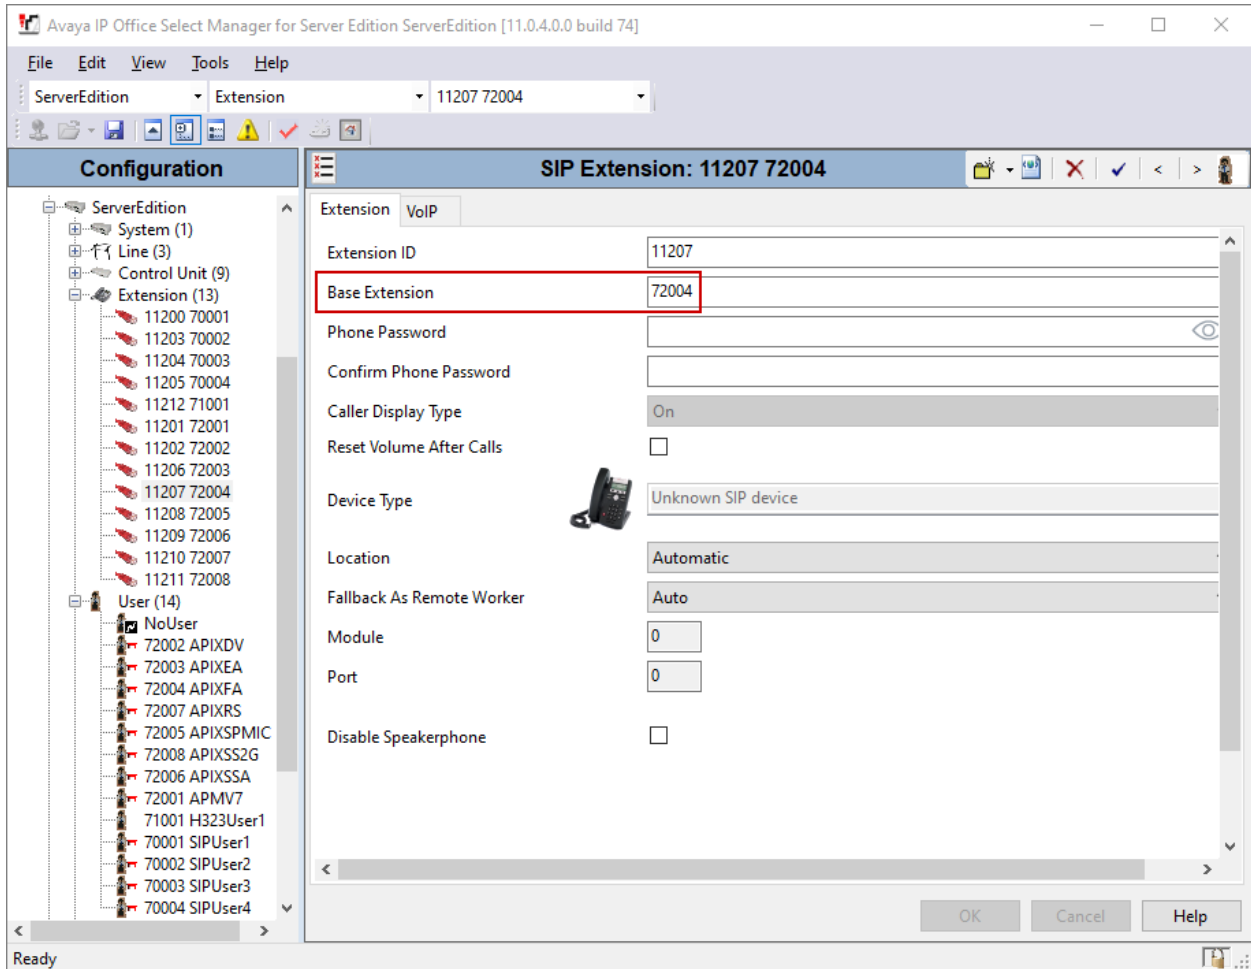 Avaya IP Office Select Manager for Server Edition ServerEdition [11.0.4.0.0 build 74]
File Edit View Tools Help
ServerEdition Extension 11207 72004
Configuration
ServerEdition
System (1)
Line (3)
Control Unit (9)
Extension (13)
11200 70001
11203 70002
11204 70003
11205 70004
11212 71001
11201 72001
11202 72002
11206 72003
11207 72004
11208 72005
11209 72006
11210 72007
11211 72008
User (14)
NoUser
72002 APIXDV
72003 APIXEA
72004 APIXFA
72007 APIXRS
72005 APIXSPMIC
72008 APIXSS2G
72006 APIXSSA
72001 APMV7
71001 H323User1
70001 SIPUser1
70002 SIPUser2
70003 SIPUser3
70004 SIPUser4
SIP Extension: 11207 72004
Extension VoIP
Extension ID 11207
Base Extension 72004
Phone Password
Confirm Phone Password
Caller Display Type On
Reset Volume After Calls
Device Type Unknown SIP device
Location Automatic
Fallback As Remote Worker Auto
Module 0
Port 0
Disable Speakerphone
OK Cancel Help
Ready